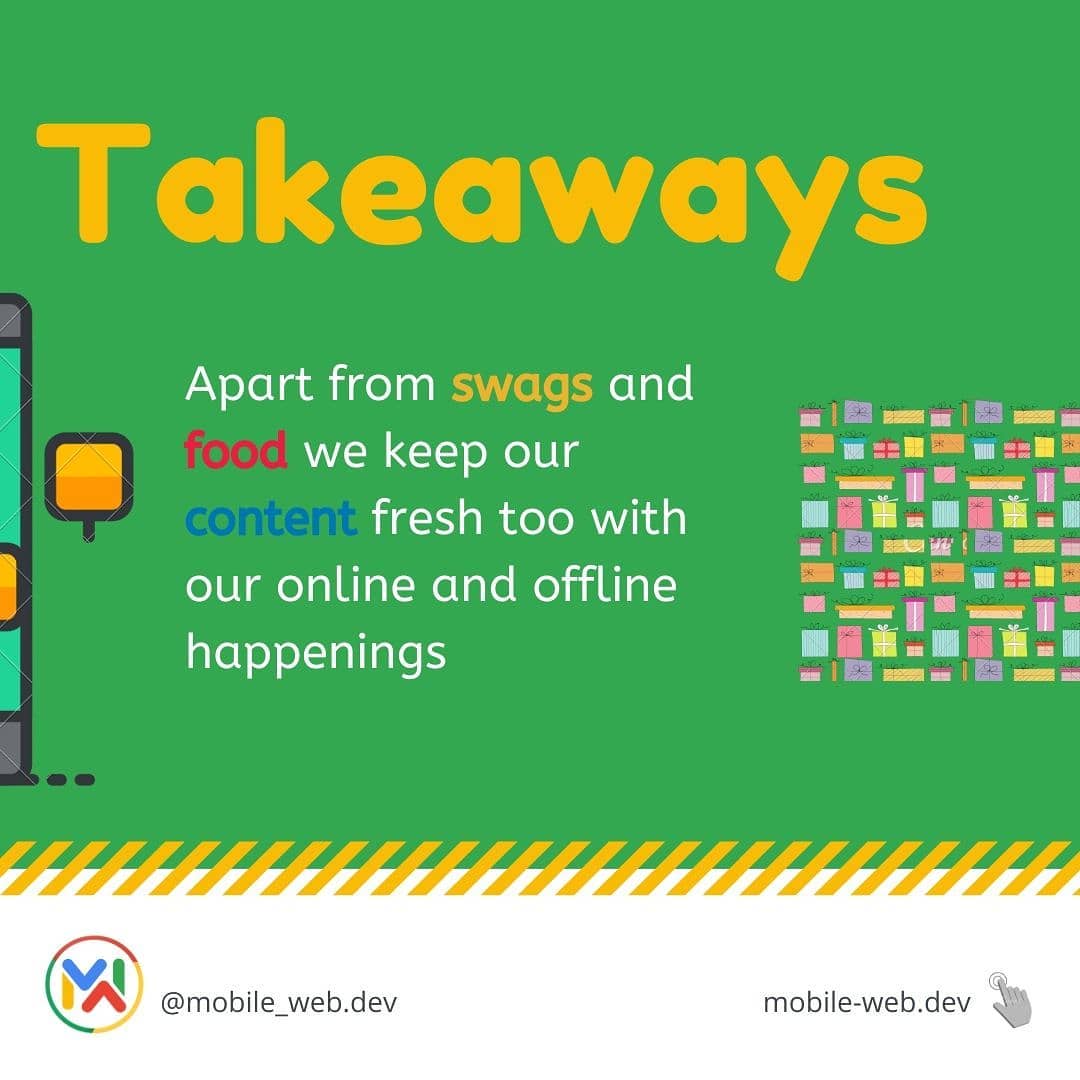 Takeaways
Apart from swags and
food we keep our
content fresh too with
our online and offline
happenings
@mobile_web.dev
mobile-web.dev